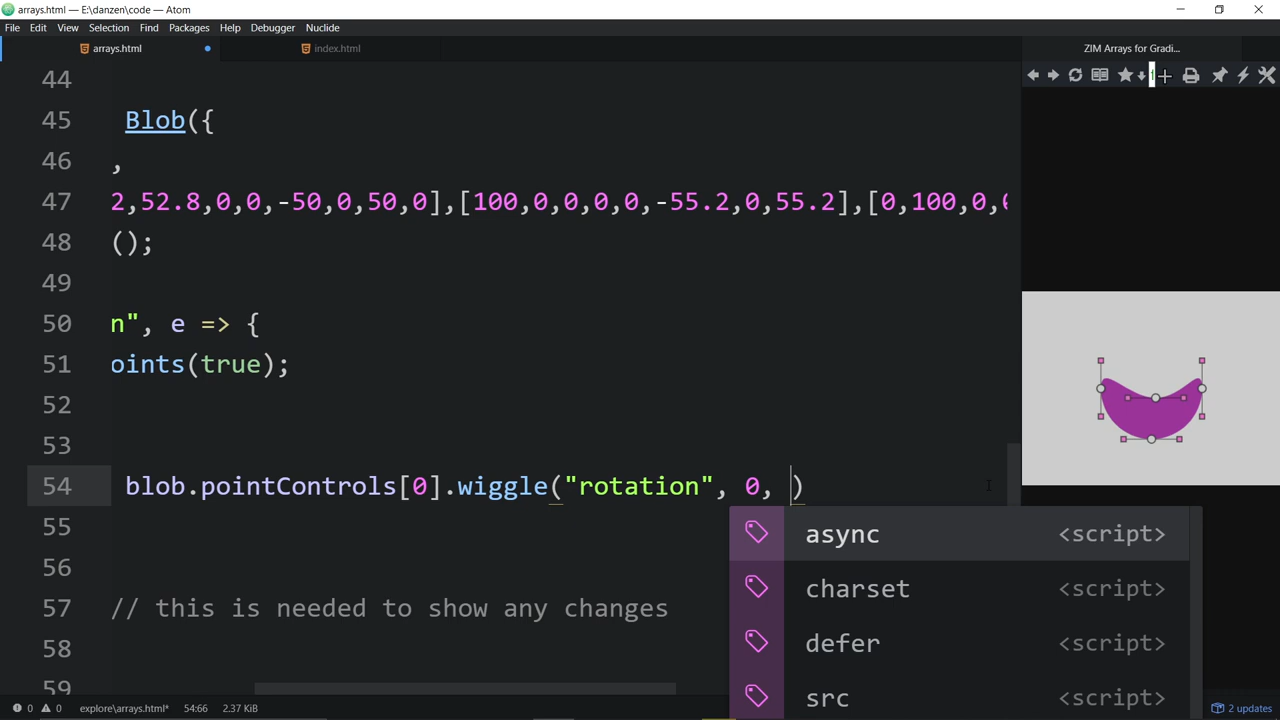 arrays.html — E:\danzen\code — Atom
File Edit View Selection Find Packages Help Debugger Nuclide
arrays.html index.html ZIM Arrays for Gradi...
44
45 Blob({
46 ,
47 2,52.8,0,0,-50,0,50,0],[100,0,0,0,0,-55.2,0,55.2],[0,100,0,0
48 ();
49
50 n", e => {
51 oints(true);
52
53
54 blob.pointControls[0].wiggle("rotation", 0, )
55
async <script>
56
charset <script>
57 // this is needed to show any changes
defer <script>
58
59
src <script>
0 0 explore\arrays.html* 54:66 2.37 KiB 2 updates